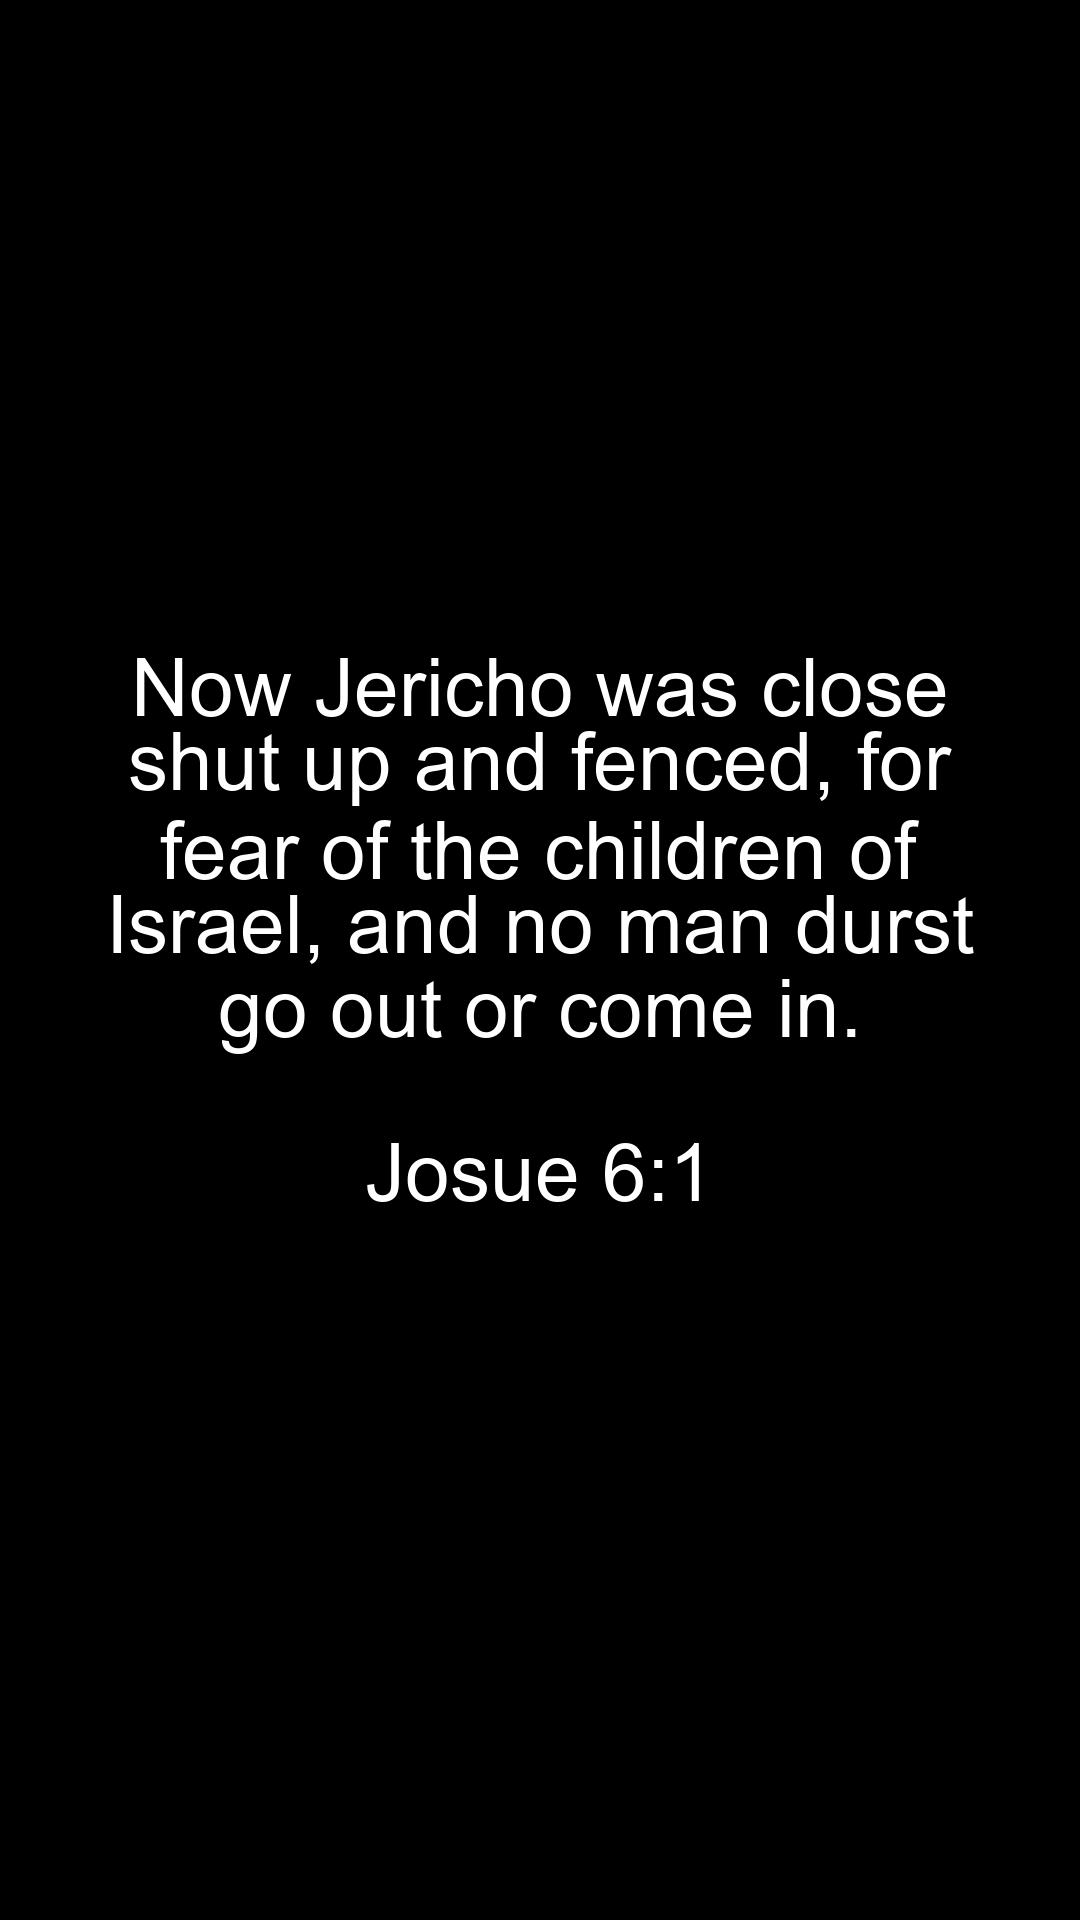 Now Jericho was close
shut up and fenced, for
fear of the children of
Israel, and no man durst
go out or come in.
Josue 6:1